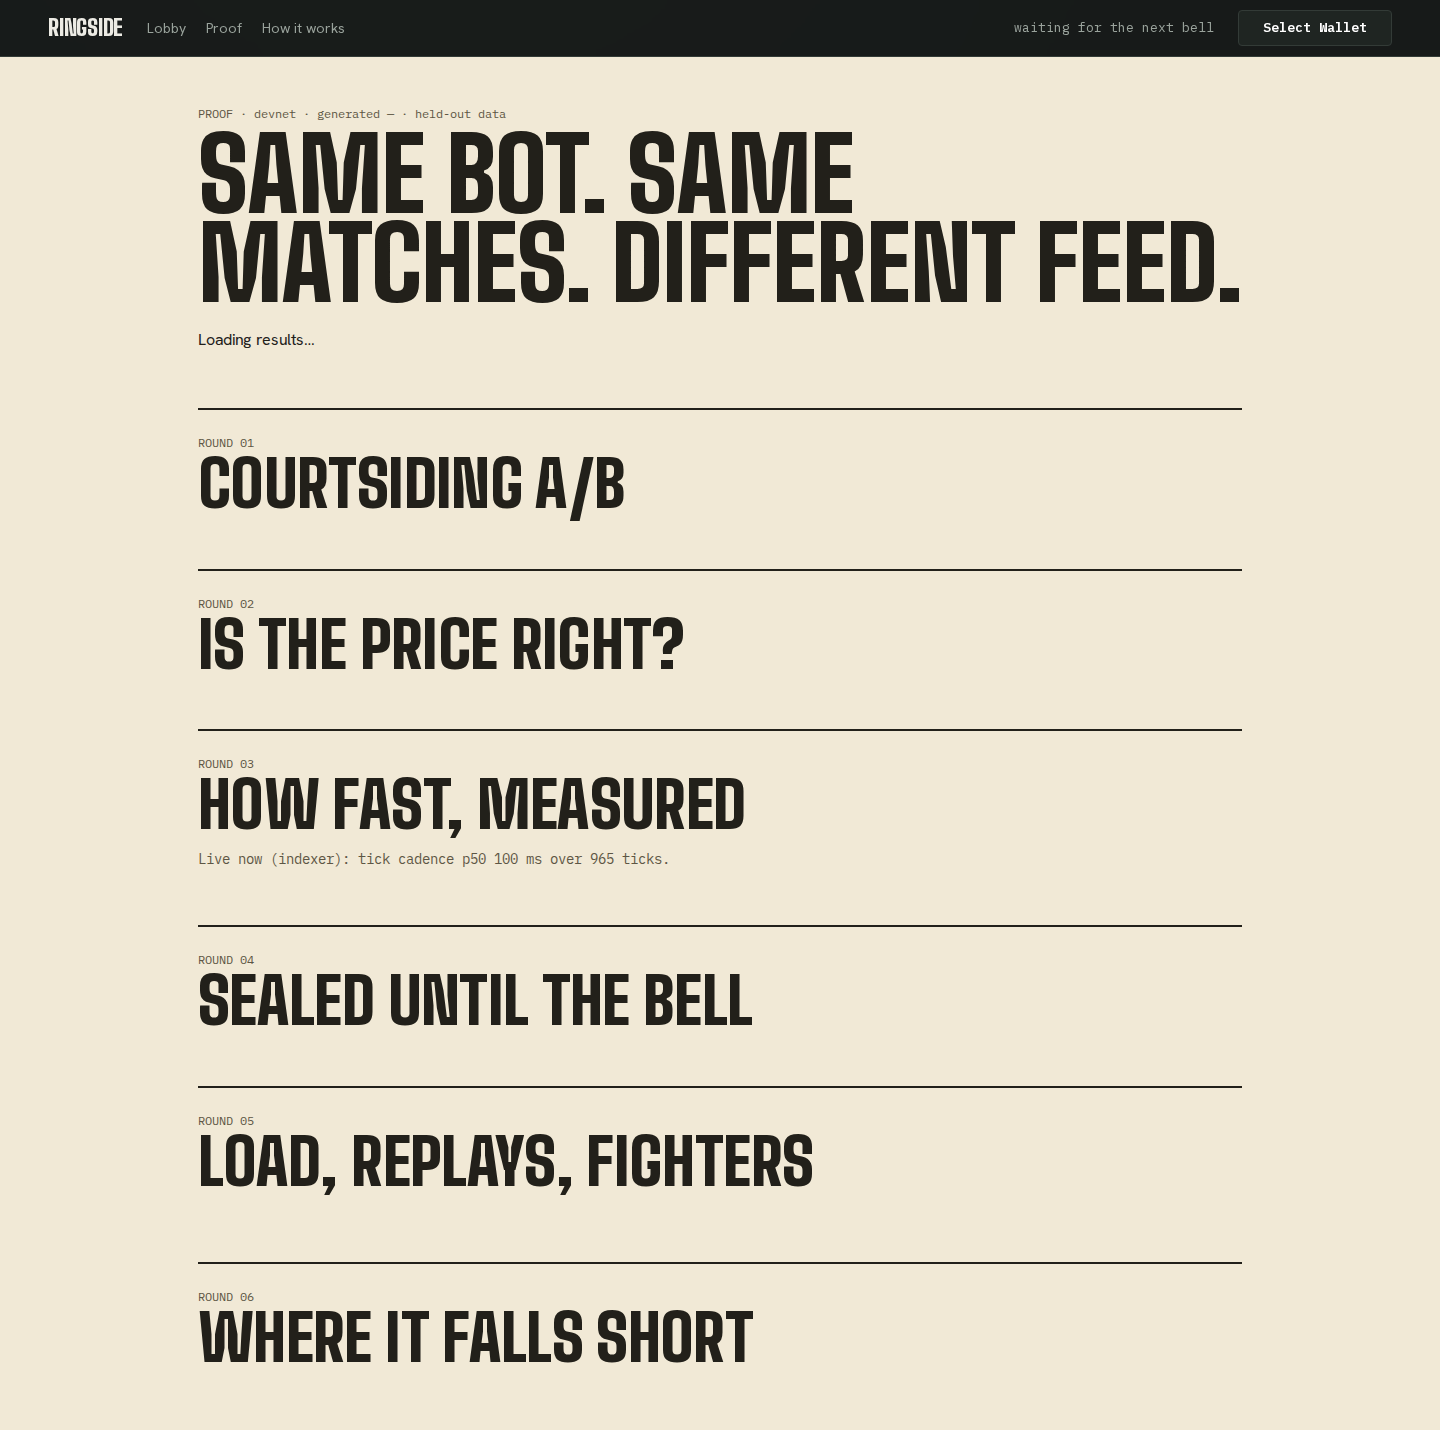 RINGSIDE Lobby Proof How it works waiting for the next bell Select Wallet
PROOF · devnet · generated — · held-out data
SAME BOT. SAME
MATCHES. DIFFERENT FEED.
Loading results…
ROUND 01
COURTSIDING A/B
ROUND 02
IS THE PRICE RIGHT?
ROUND 03
HOW FAST, MEASURED
Live now (indexer): tick cadence p50 100 ms over 965 ticks.
ROUND 04
SEALED UNTIL THE BELL
ROUND 05
LOAD, REPLAYS, FIGHTERS
ROUND 06
WHERE IT FALLS SHORT